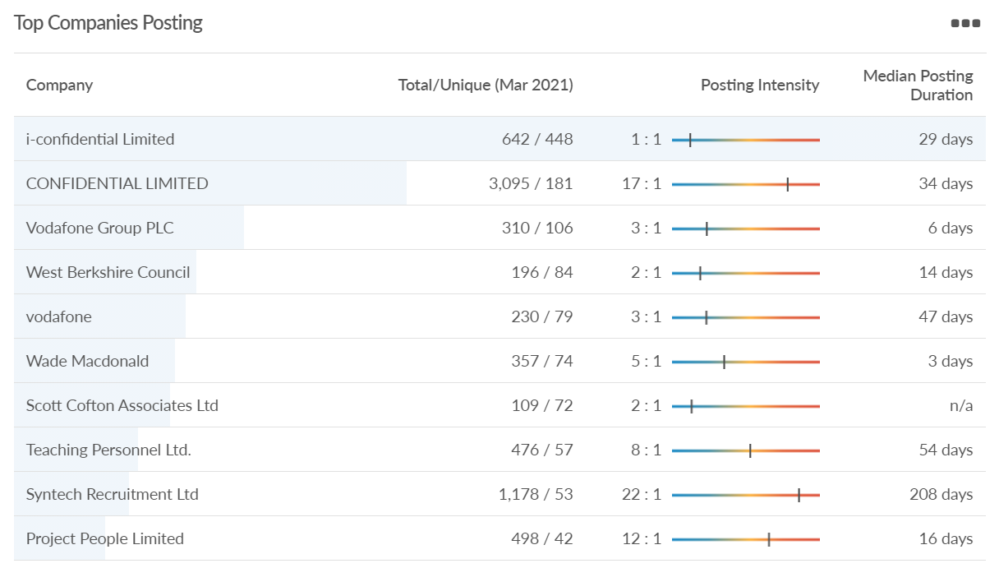 Top Companies Posting
Company Total/Unique (Mar 2021) Posting Intensity Median Posting Duration
i-confidential Limited 642 / 448 1 : 1 29 days
CONFIDENTIAL LIMITED 3,095 / 181 17 : 1 34 days
Vodafone Group PLC 310 / 106 3 : 1 6 days
West Berkshire Council 196 / 84 2 : 1 14 days
vodafone 230 / 79 3 : 1 47 days
Wade Macdonald 357 / 74 5 : 1 3 days
Scott Cofton Associates Ltd 109 / 72 2 : 1 n/a
Teaching Personnel Ltd. 476 / 57 8 : 1 54 days
Syntech Recruitment Ltd 1,178 / 53 22 : 1 208 days
Project People Limited 498 / 42 12 : 1 16 days